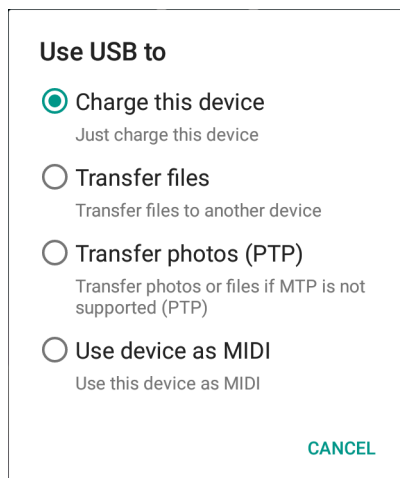 Use USB to
Charge this device
Just charge this device
Transfer files
Transfer files to another device
Transfer photos (PTP)
Transfer photos or files if MTP is not
supported (PTP)
Use device as MIDI
Use this device as MIDI
CANCEL